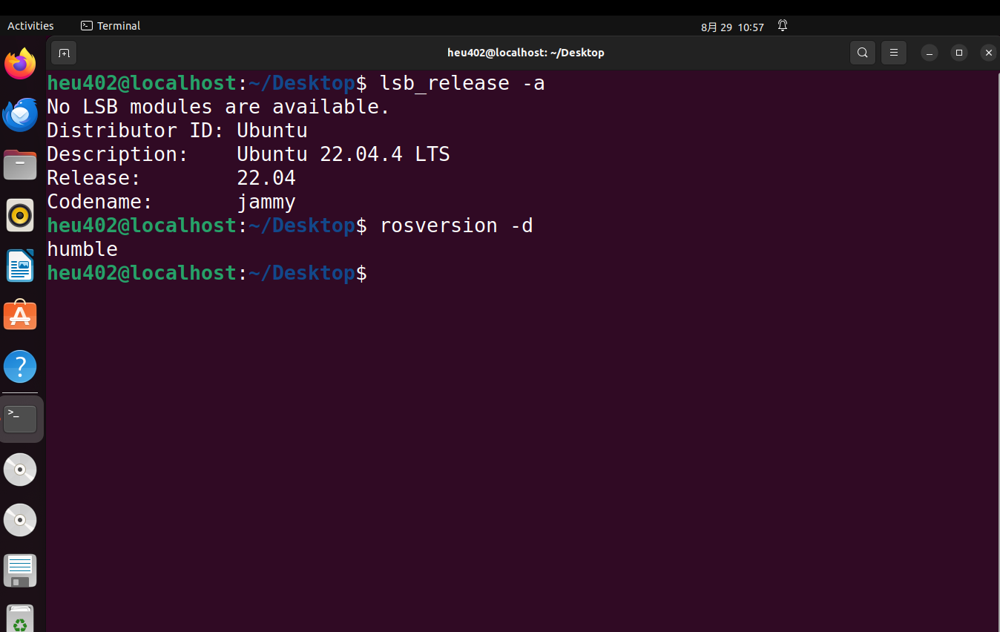 Activities
Terminal
8月 29 10:57
heu402@localhost: ~/Desktop
heu402@localhost:~/Desktop$ lsb_release -a
No LSB modules are available.
Distributor ID: Ubuntu
Description:    Ubuntu 22.04.4 LTS
Release:        22.04
Codename:       jammy
heu402@localhost:~/Desktop$ rosversion -d
humble
heu402@localhost:~/Desktop$